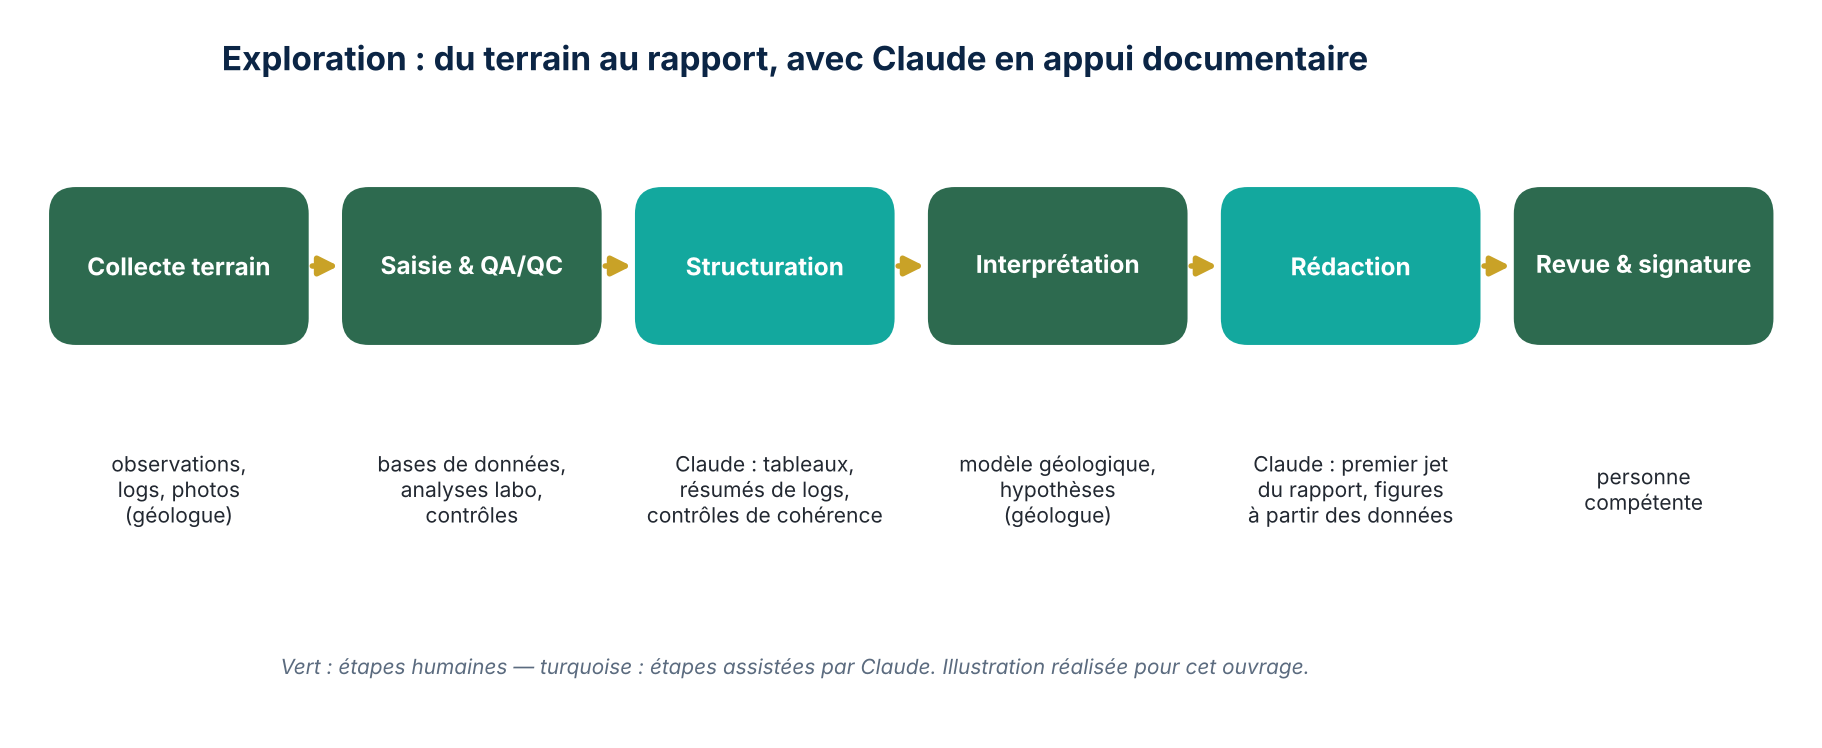 Exploration : du terrain au rapport, avec Claude en appui documentaire
Collecte terrain
Saisie & QA/QC
Structuration
Interprétation
Rédaction
Revue & signature
observations,
logs, photos
(géologue)
bases de données,
analyses labo,
contrôles
Claude : tableaux,
résumés de logs,
contrôles de cohérence
modèle géologique,
hypothèses
(géologue)
Claude : premier jet
du rapport, figures
à partir des données
personne
compétente
Vert : étapes humaines — turquoise : étapes assistées par Claude. Illustration réalisée pour cet ouvrage.